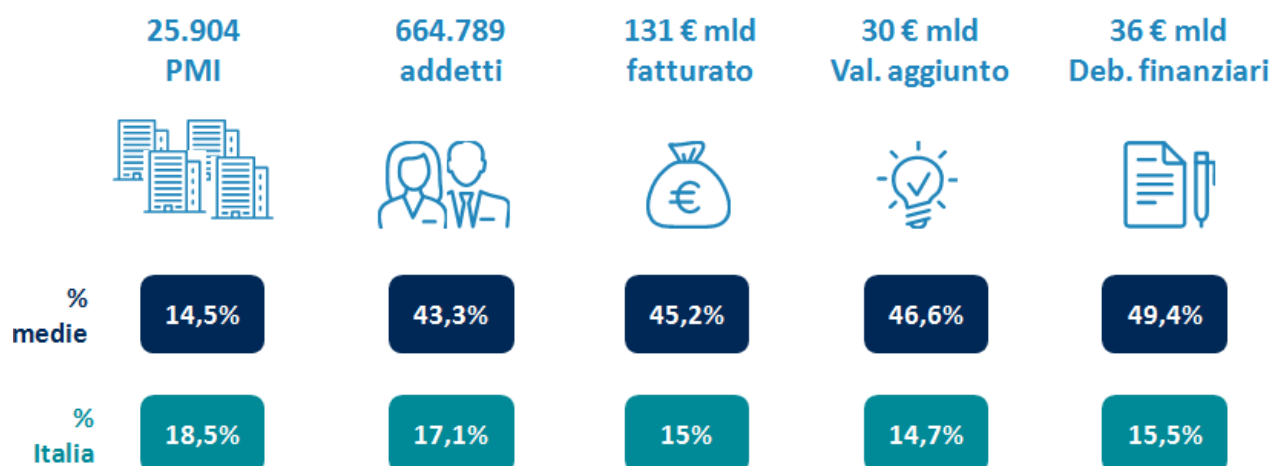 25.904
PMI
664.789
addetti
131 € mld
fatturato
30 € mld
Val. aggiunto
36 € mld
Deb. finanziari
€
%
medie
14,5%
43,3%
45,2%
46,6%
49,4%
%
Italia
18,5%
17,1%
15%
14,7%
15,5%